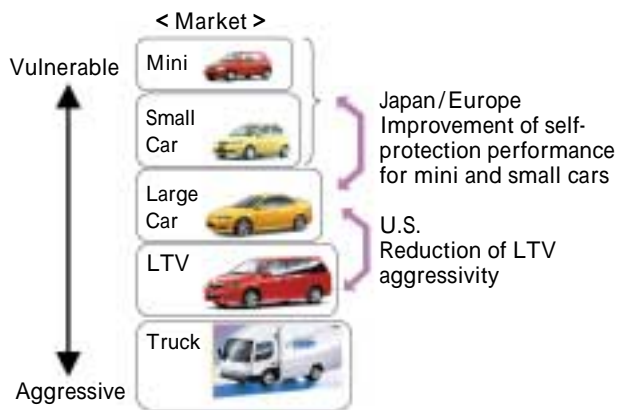 < Market >
Vulnerable
Mini
Small
Car
Large
Car
LTV
Truck
Aggressive
Japan/Europe
Improvement of self-
protection performance
for mini and small cars
U.S.
Reduction of LTV
aggressivity